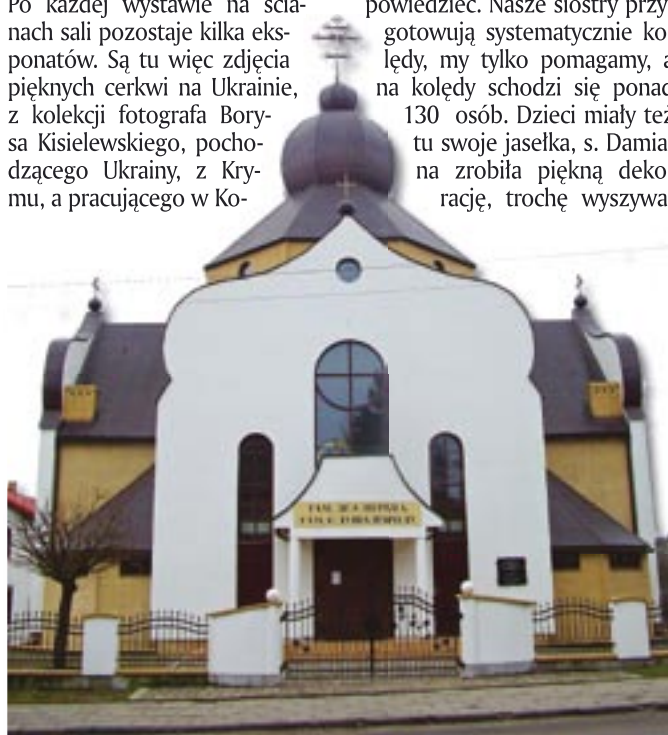 Po każdej wystawie na ścia-
nach sali pozostaje kilka eks-
ponatów. Są tu więc zdjęcia
pięknych cerkwi na Ukrainie,
z kolekcji fotografa Bory-
sa Kisielewskiego, pocho-
dzącego Ukrainy, z Kry-
mu, a pracującego w Ko-
powiedzieć. Nasze siostry przy
gotowują systematycznie ko
lędy, my tylko pomagamy, a
na kolędy schodzi się ponad
130 osób. Dzieci miały też
tu swoje jasełka, s. Damia
na zrobiła piękną deko
rację, trochę wyszywa